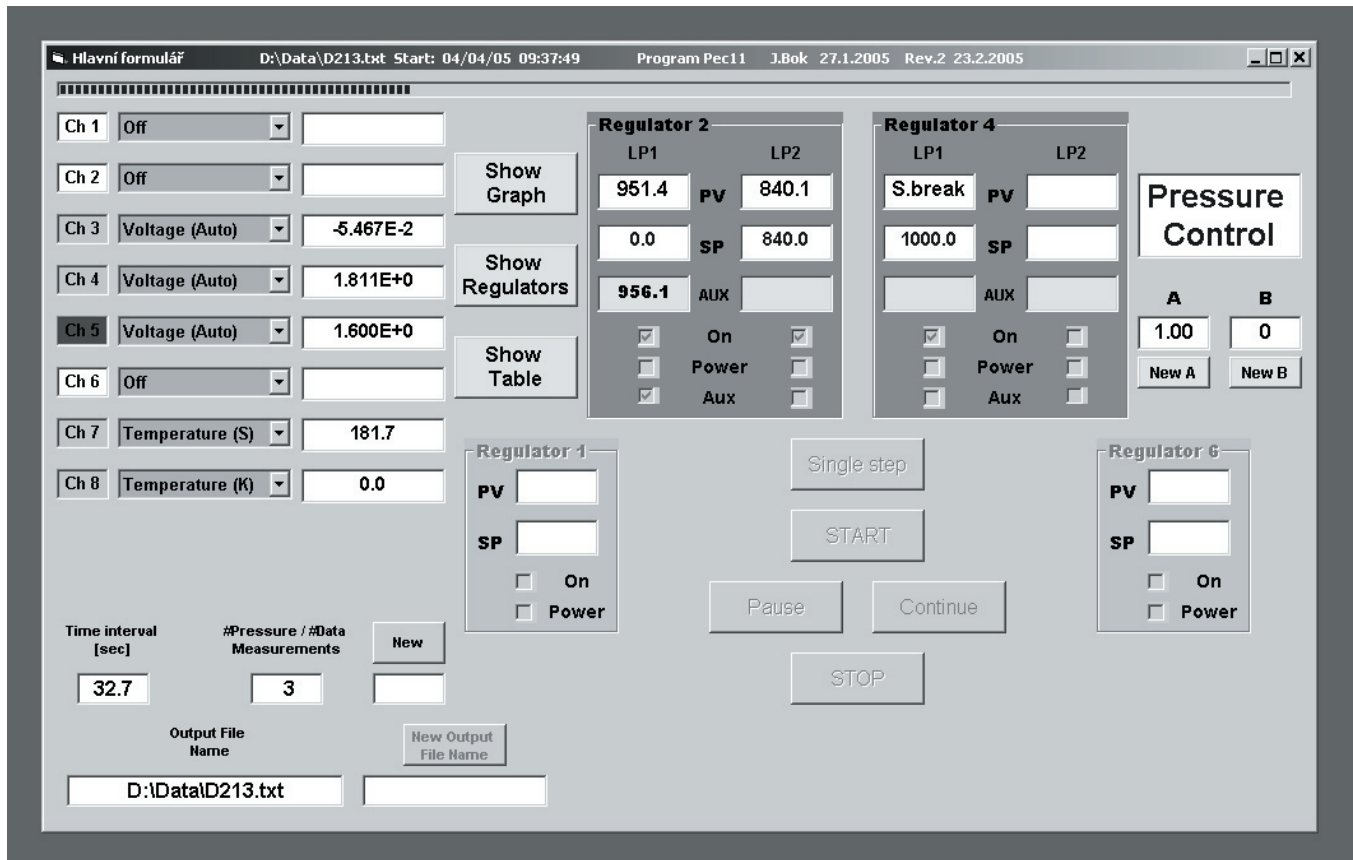 Hlavní formulář D:\Data\D213.txt Start: 04/04/05 09:37:49 Program Pec11 J.Bok 27.1.2005 Rev.2 23.2.2005
Ch 1 Off
Ch 2 Off
Ch 3 Voltage (Auto) -5.467E-2
Ch 4 Voltage (Auto) 1.811E+0
Ch 5 Voltage (Auto) 1.600E+0
Ch 6 Off
Ch 7 Temperature (S) 181.7
Ch 8 Temperature (K) 0.0
Show
Graph
Show
Regulators
Show
Table
Regulator 2
LP1 LP2
951.4 PV 840.1
0.0 SP 840.0
956.1 AUX
On
Power
Aux
Regulator 4
LP1 LP2
S.break PV
1000.0 SP
AUX
On
Power
Aux
Pressure
Control
A B
1.00 0
New A New B
Regulator 1
PV
SP
On
Power
Single step
START
Pause Continue
STOP
Regulator 6
PV
SP
On
Power
Time interval
[sec]
32.7
#Pressure / #Data
Measurements
3
New
Output File
Name
D:\Data\D213.txt
New Output
File Name